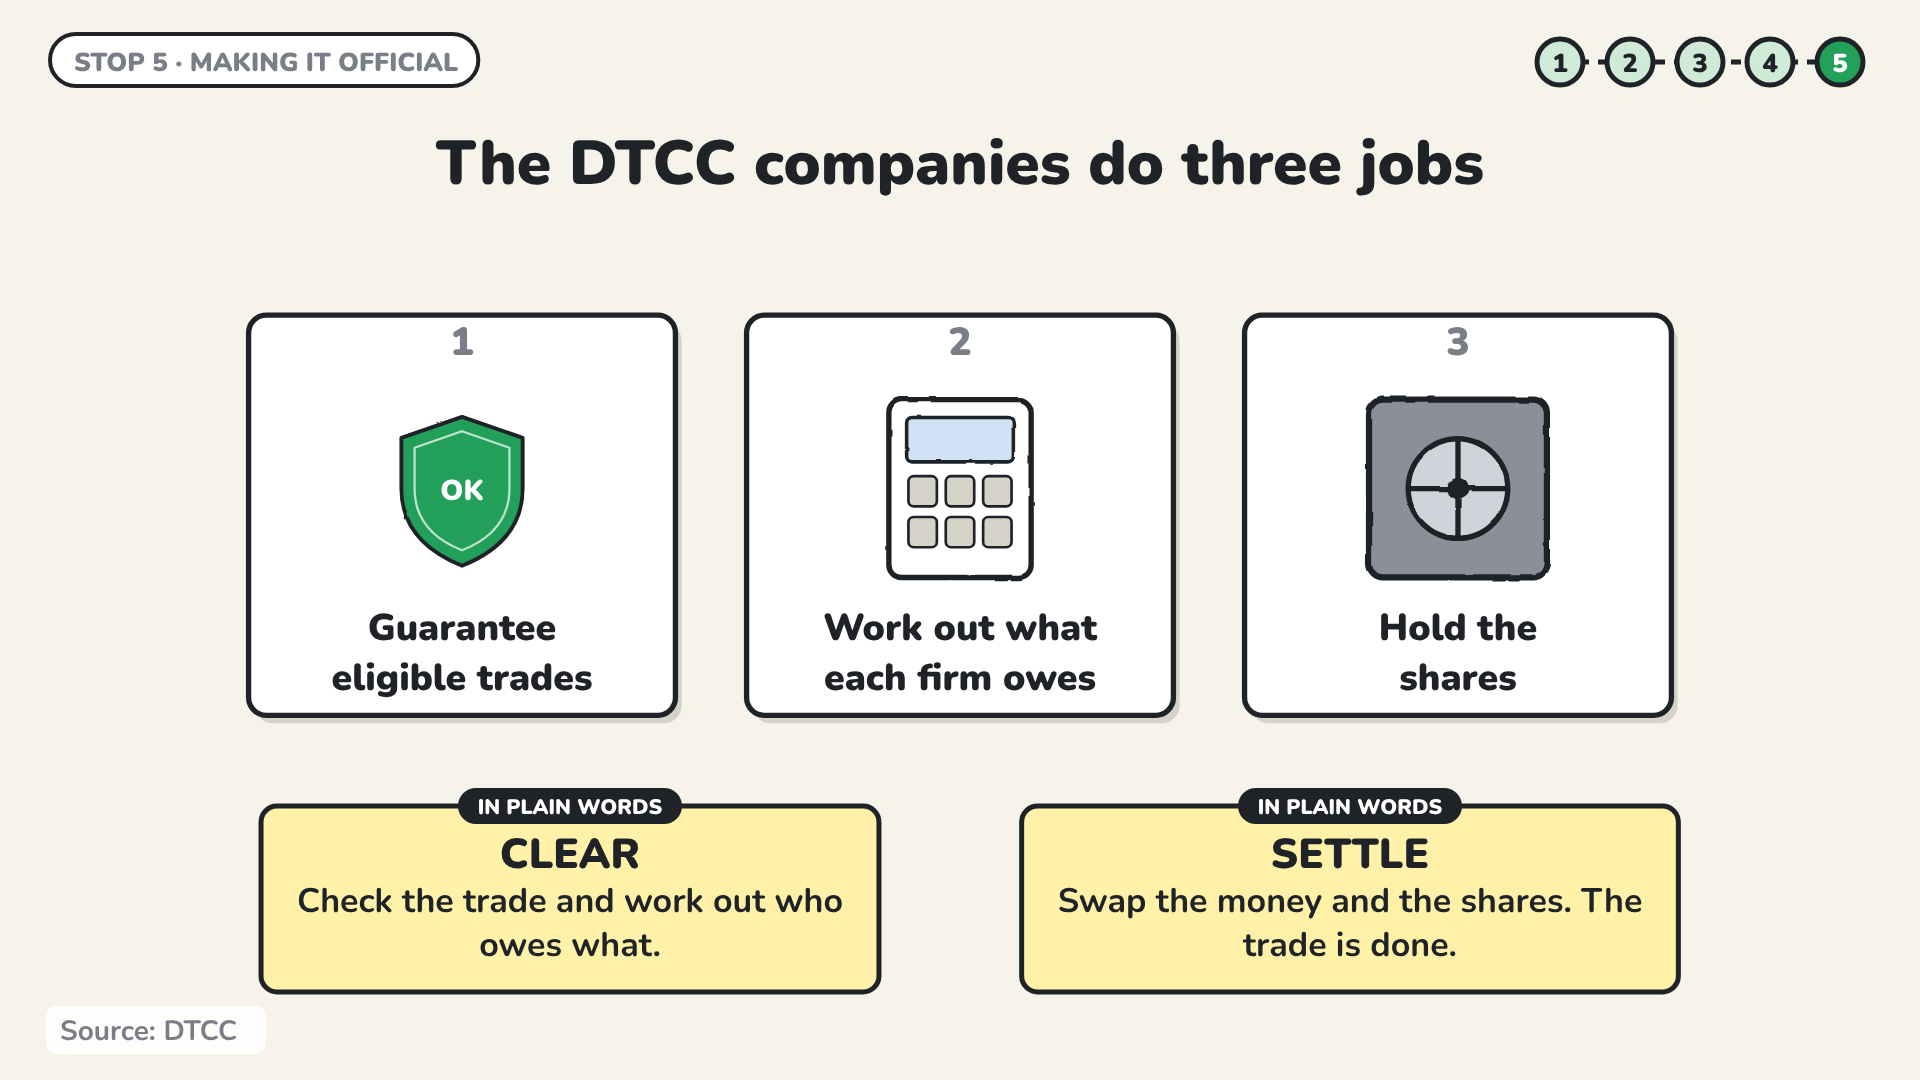 STOP 5 · MAKING IT OFFICIAL
1 2 3 4 5
The DTCC companies do three jobs
1
OK
Guarantee
eligible trades
2
Work out what
each firm owes
3
Hold the
shares
IN PLAIN WORDS
CLEAR
Check the trade and work out who
owes what.
IN PLAIN WORDS
SETTLE
Swap the money and the shares. The
trade is done.
Source: DTCC